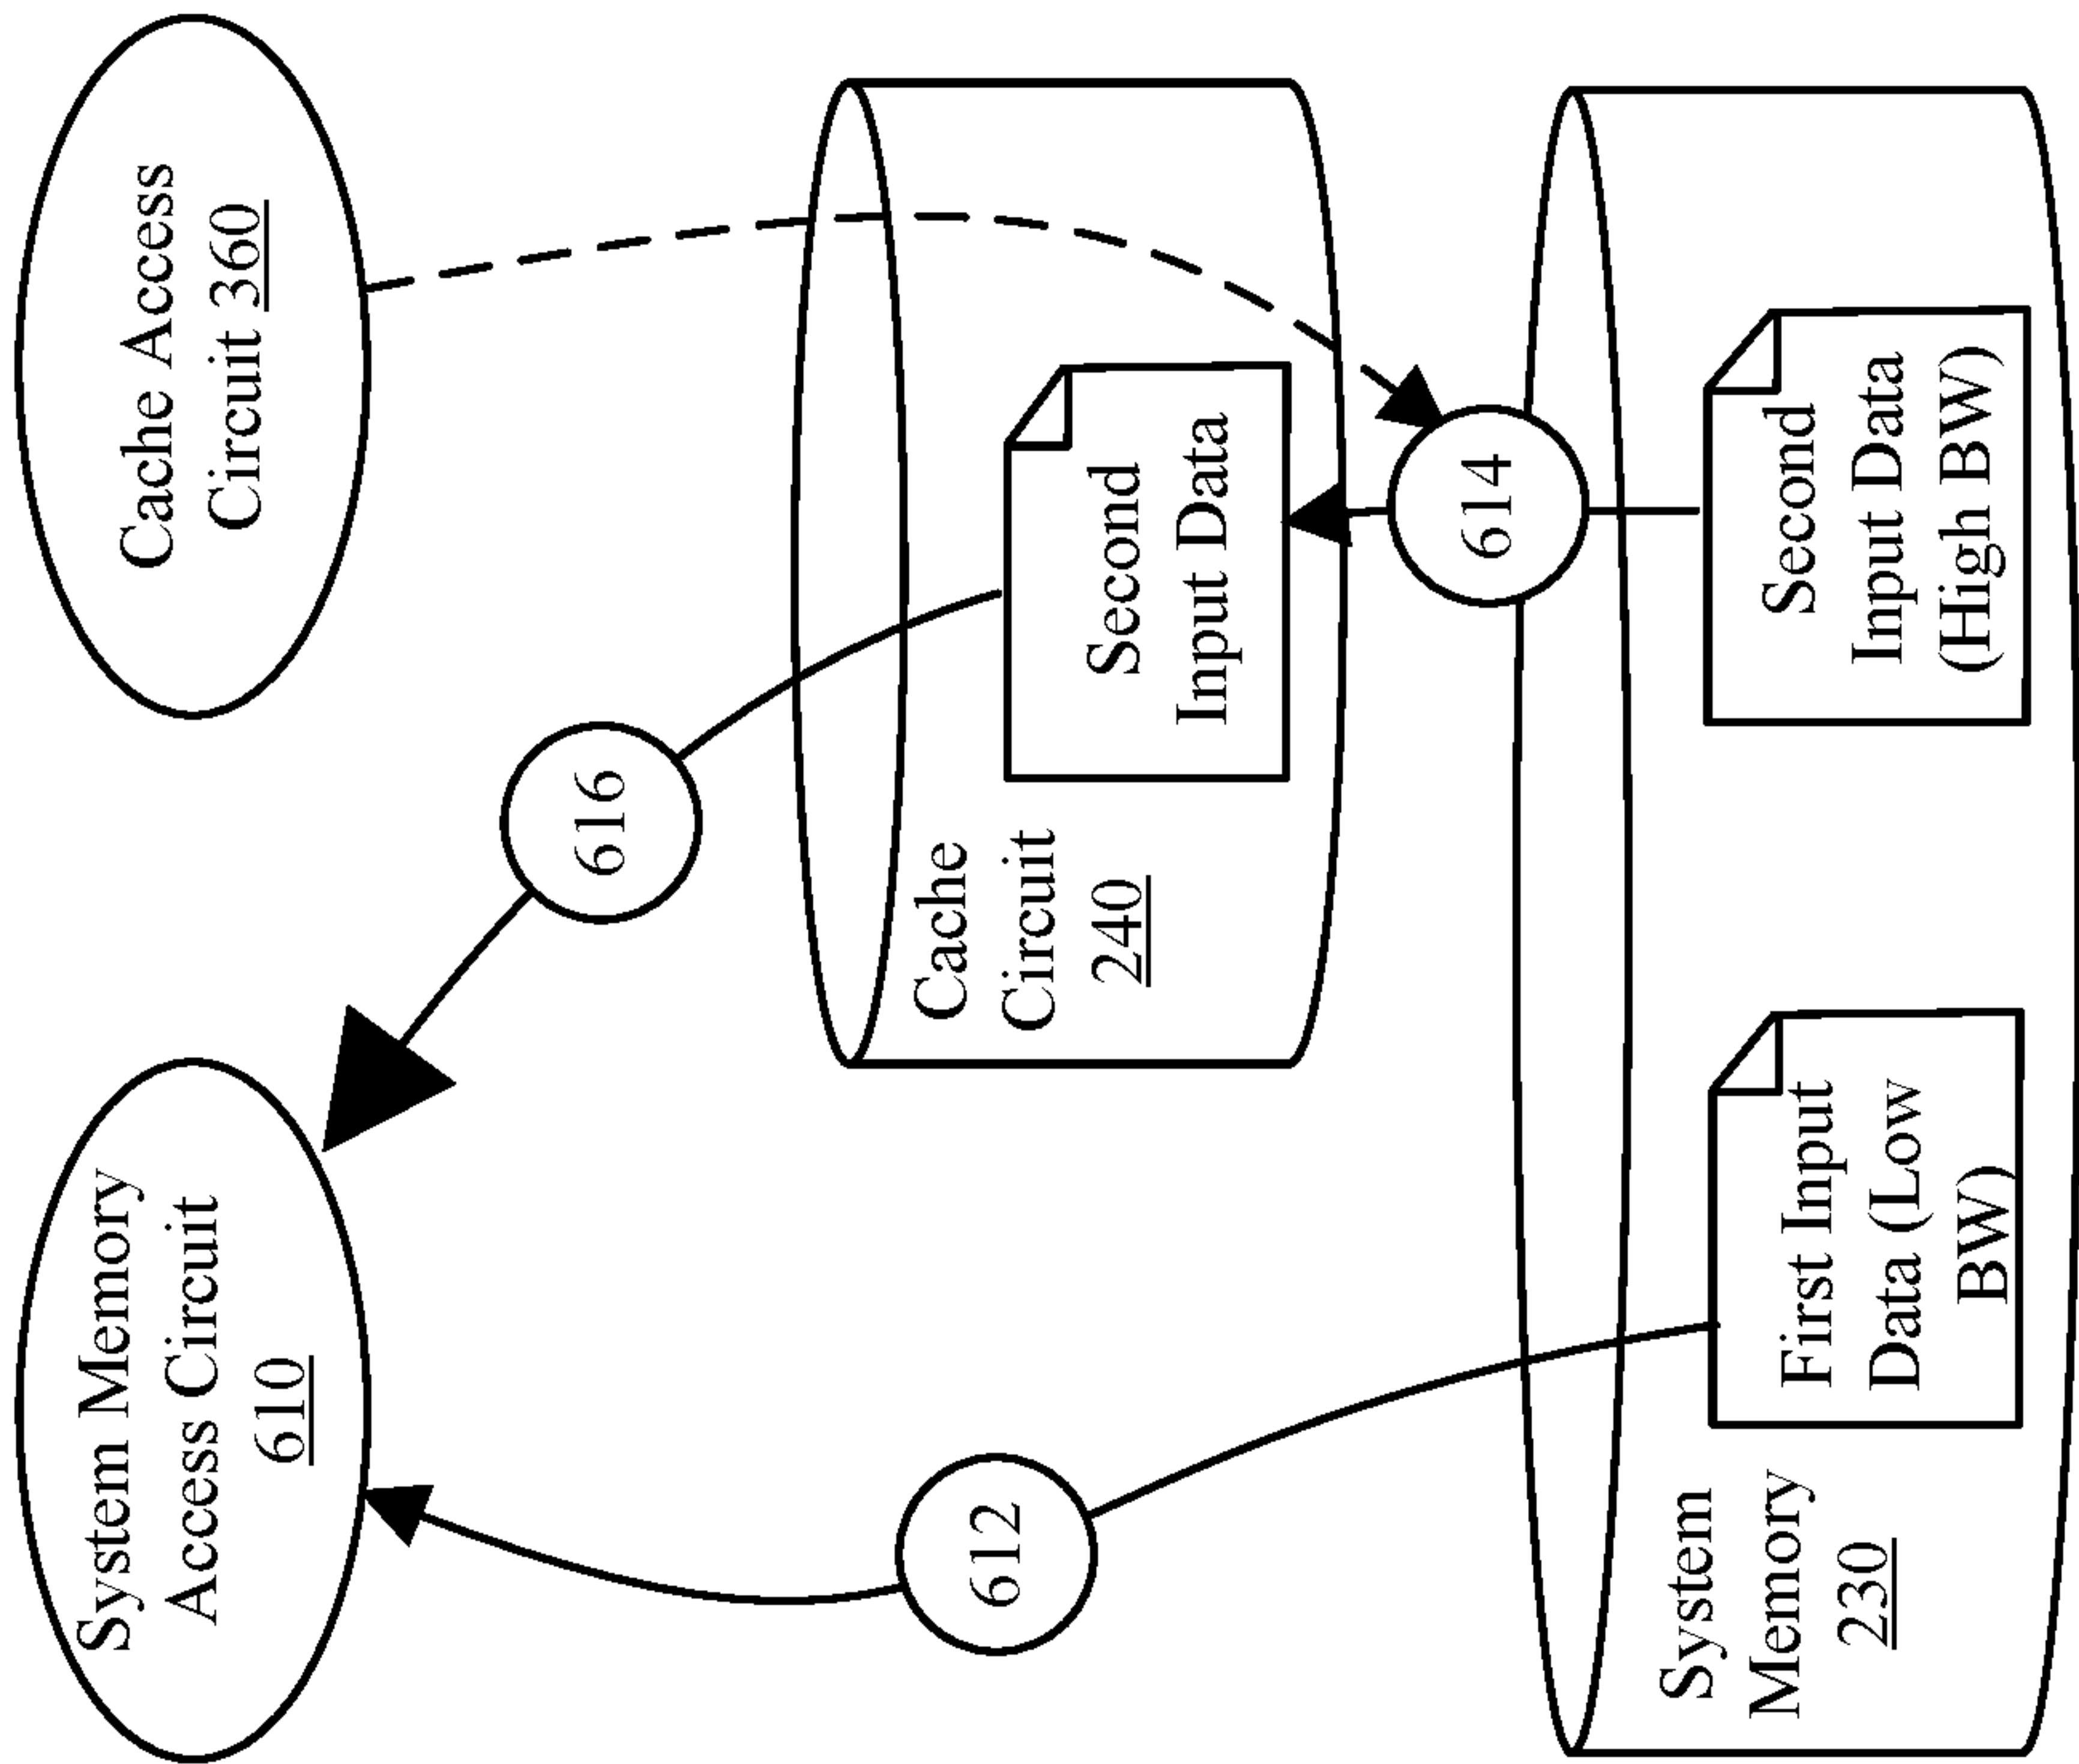 System Memory
Access Circuit
610
Cache Access
Circuit 360
616
612
Cache
Circuit
240
Second
Input Data
614
System
Memory
230
First Input
Data (Low
BW)
Second
Input Data
(High BW)